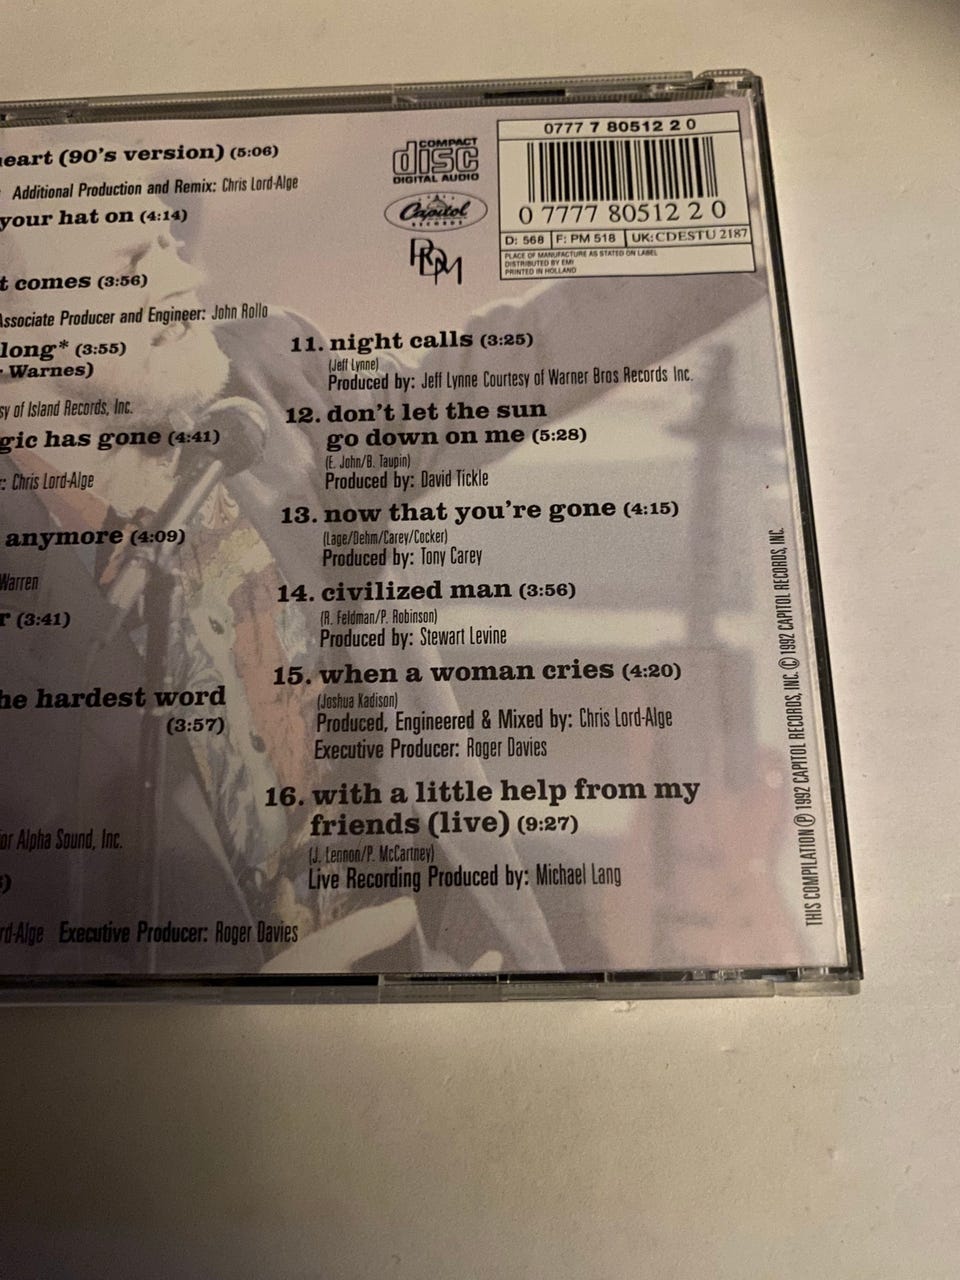 eart (90's version) (5:06)
Additional Production and Remix: Chris Lord-Alge
your hat on (4:14)
t comes (3:56)
Associate Producer and Engineer: John Rollo
long* (3:55)
Warnes)
sy of Island Records, Inc.
gic has gone (4:41)
: Chris Lord-Alge
anymore (4:09)
Warren
r (3:41)
he hardest word
(3:57)
or Alpha Sound, Inc.
)
rd-Alge Executive Producer: Roger Davies
COMPACT
disc
DIGITAL AUDIO
Capitol
RECORDS
PRDM
0777 7 80512 2 0
0 7777 80512 2 0
D: 568 F: PM 518 UK: CDESTU 2187
PLACE OF MANUFACTURE AS STATED ON LABEL
DISTRIBUTED BY EMI
PRINTED IN HOLLAND
11. night calls (3:25)
(Jeff Lynne)
Produced by: Jeff Lynne Courtesy of Warner Bros Records Inc.
12. don't let the sun
go down on me (5:28)
(E. John/B. Taupin)
Produced by: David Tickle
13. now that you're gone (4:15)
(Lage/Dehm/Carey/Cocker)
Produced by: Tony Carey
14. civilized man (3:56)
(R. Feldman/P. Robinson)
Produced by: Stewart Levine
15. when a woman cries (4:20)
(Joshua Kadison)
Produced, Engineered & Mixed by: Chris Lord-Alge
Executive Producer: Roger Davies
16. with a little help from my
friends (live) (9:27)
(J. Lennon/P. McCartney)
Live Recording Produced by: Michael Lang
THIS COMPILATION ℗ 1992 CAPITOL RECORDS, INC. © 1992 CAPITOL RECORDS, INC.